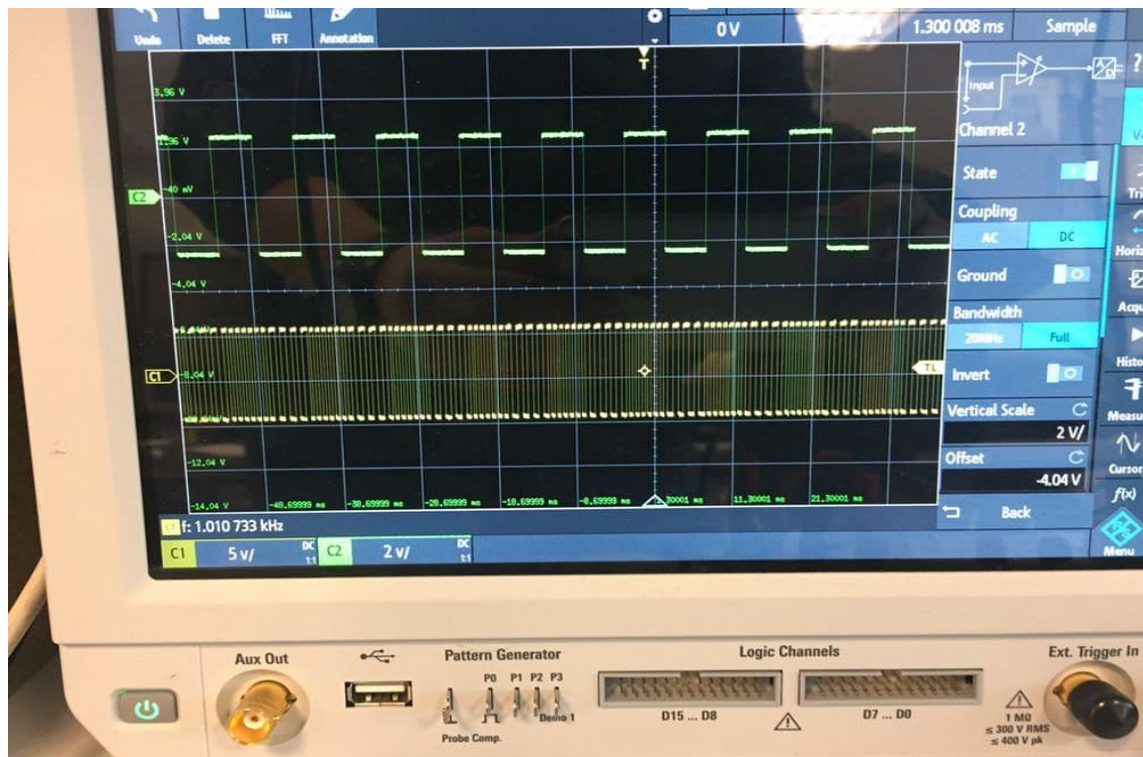 Undo Delete FFT Annotation
0 V
1.300 008 ms
Sample
T
3.96 V
1.96 V
C2
-40 mV
-2.04 V
-4.04 V
C1
-8.04 V
TL
-12.04 V
-14.04 V
-48.69999 ms -38.69999 ms -28.69999 ms -18.69999 ms -8.69999 ms 1.30001 ms 11.30001 ms 21.30001 ms
Input
A/D
Channel 2
State
Coupling
AC DC
Ground
Bandwidth
20MHz Full
Invert
Vertical Scale
2 V/
Offset
-4.04 V
Back
?
f(x)
Menu
C1 f: 1.010 733 kHz
C1 5 V/ DC 1:1 C2 2 V/ DC 1:1
Aux Out
Pattern Generator
P0 P1 P2 P3
Demo 1
Probe Comp.
Logic Channels
D15 ... D8
D7 ... D0
Ext. Trigger In
1 MΩ
≤ 300 V RMS
≤ 400 V pk